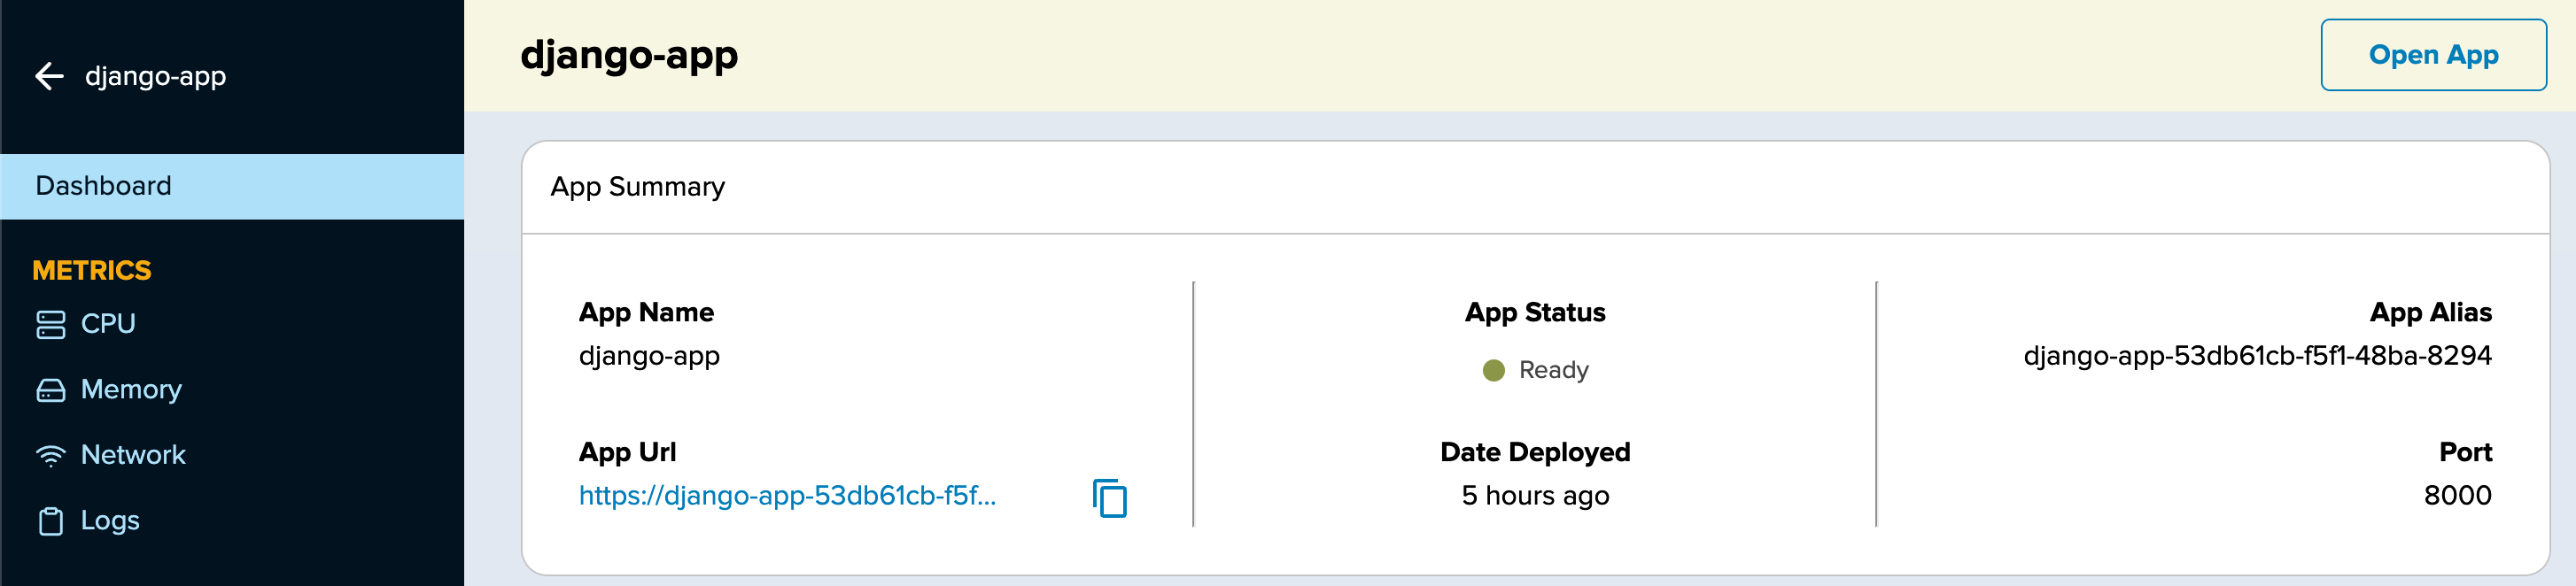 django-app
Dashboard
METRICS
CPU
Memory
Network
Logs
django-app
Open App
App Summary
App Name
django-app
App Status
Ready
App Alias
django-app-53db61cb-f5f1-48ba-8294
App Url
https://django-app-53db61cb-f5f...
Date Deployed
5 hours ago
Port
8000